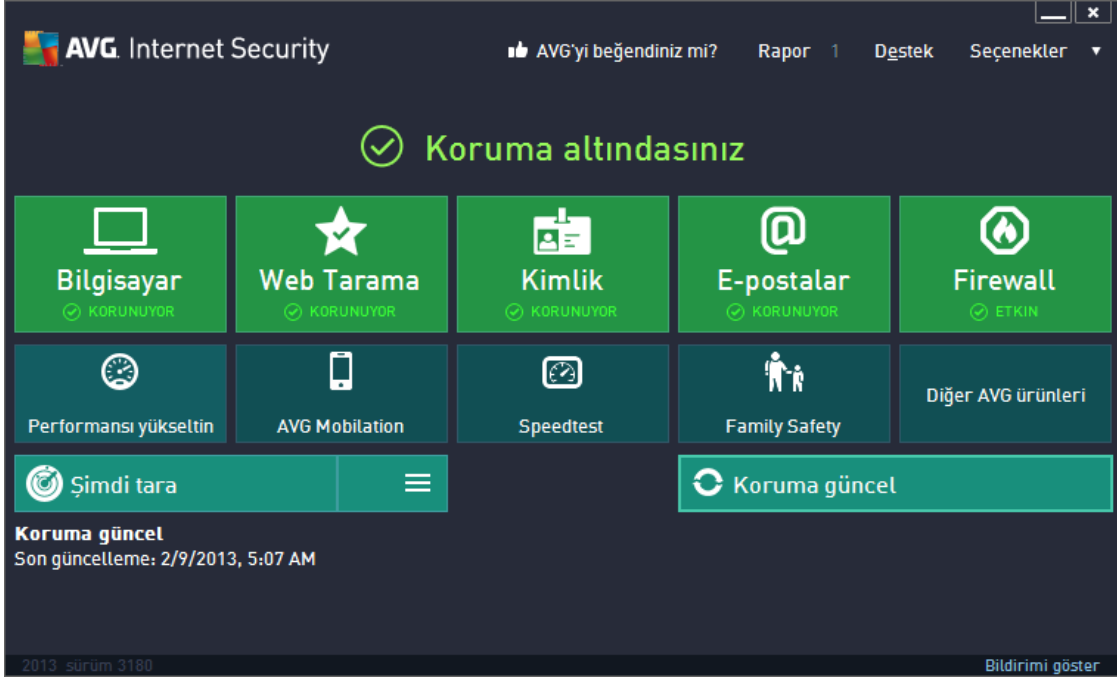 AVG. Internet Security
AVG'yi beğendiniz mi? Rapor 1 Destek Seçenekler
Koruma altındasınız
Bilgisayar Web Tarama Kimlik E-postalar Firewall
KORUNUYOR KORUNUYOR KORUNUYOR KORUNUYOR ETKIN
Performansı yükseltin AVG Mobilation Speedtest Family Safety Diğer AVG ürünleri
Şimdi tara Koruma güncel
Koruma güncel
Son güncelleme: 2/9/2013, 5:07 AM
2013 sürüm 3180 Bildirimi göster